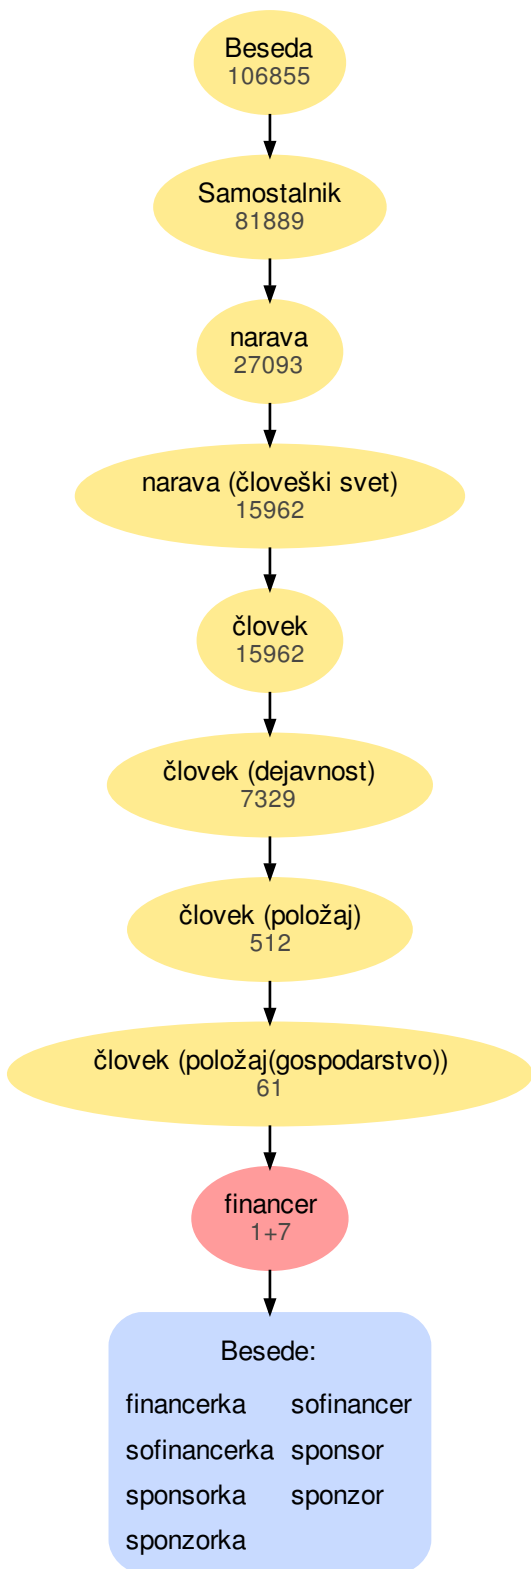 Beseda
106855
Samostalnik
81889
narava
27093
narava (človeški svet)
15962
človek
15962
človek (dejavnost)
7329
človek (položaj)
512
človek (položaj(gospodarstvo))
61
financer
1+7
Besede:
financerka sofinancer
sofinancerka sponsor
sponsorka sponzor
sponzorka